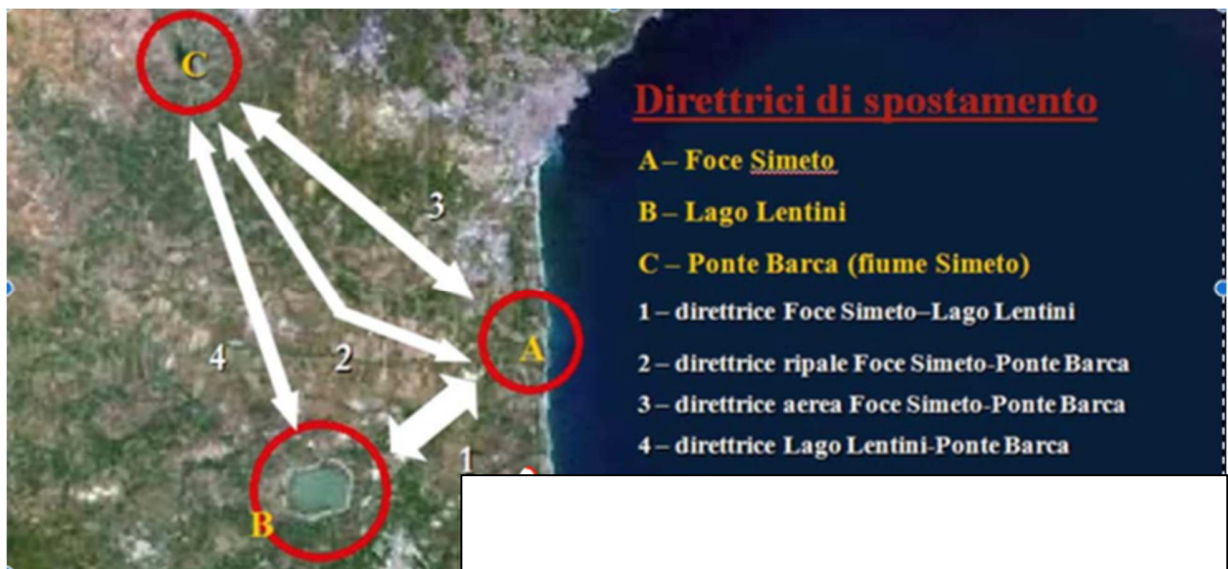 C
Direttrici di spostamento
A – Foce Simeto
3
B – Lago Lentini
C – Ponte Barca (fiume Simeto)
1 – direttrice Foce Simeto–Lago Lentini
A
4
2
2 – direttrice ripale Foce Simeto-Ponte Barca
3 – direttrice aerea Foce Simeto-Ponte Barca
4 – direttrice Lago Lentini-Ponte Barca
1
B